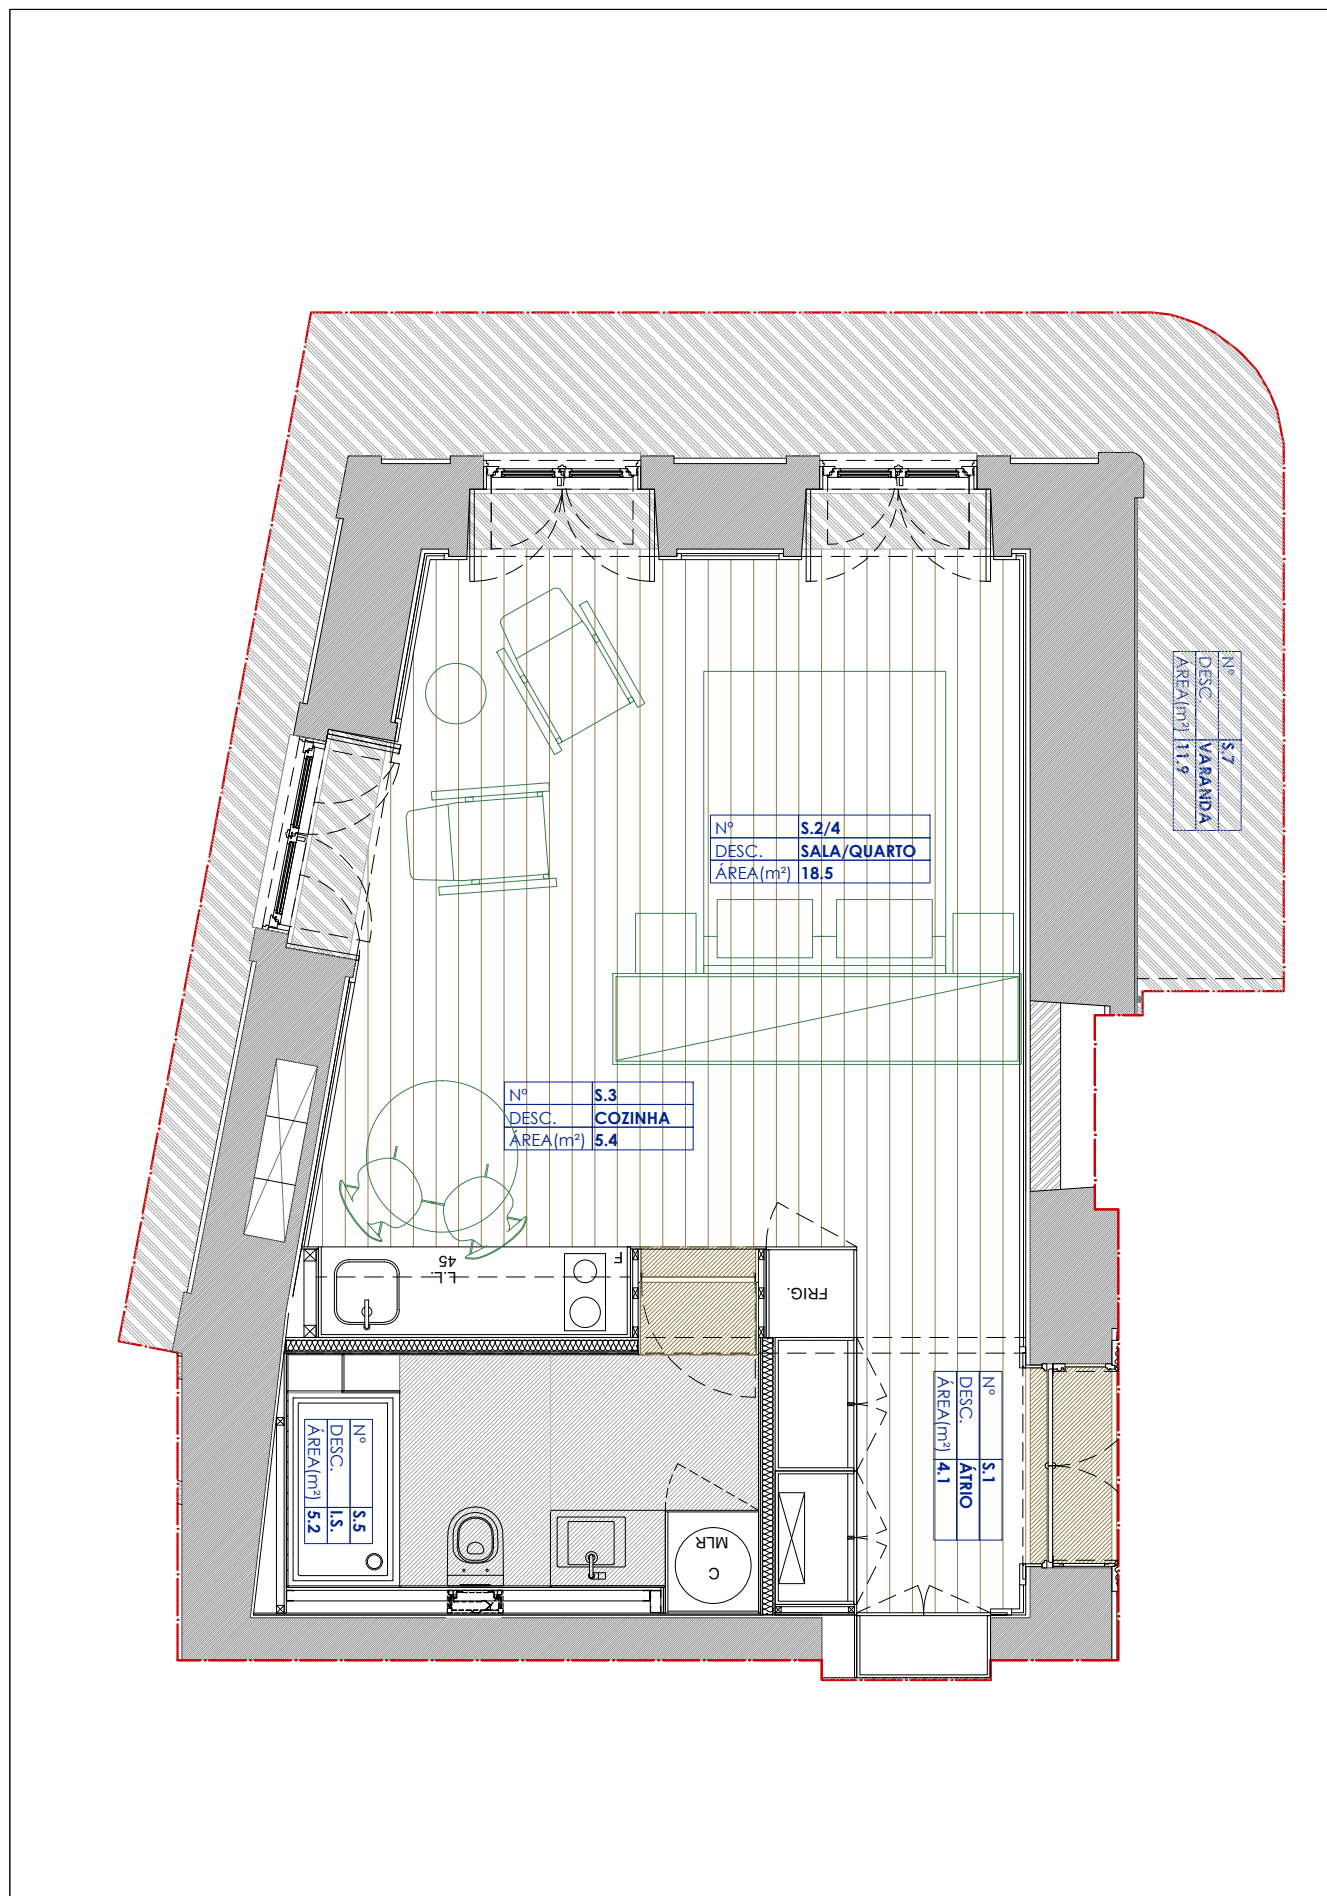 Nº S.7
DESC. VARANDA
ÁREA(m²) 11.9
Nº S.2/4
DESC. SALA/QUARTO
ÁREA(m²) 18.5
Nº S.3
DESC. COZINHA
ÁREA(m²) 5.4
L.L.
45
F
FRIG.
Nº S.1
DESC. ÁTRIO
ÁREA(m²) 4.1
Nº S.5
DESC. I.S.
ÁREA(m²) 5.2
C
MLR